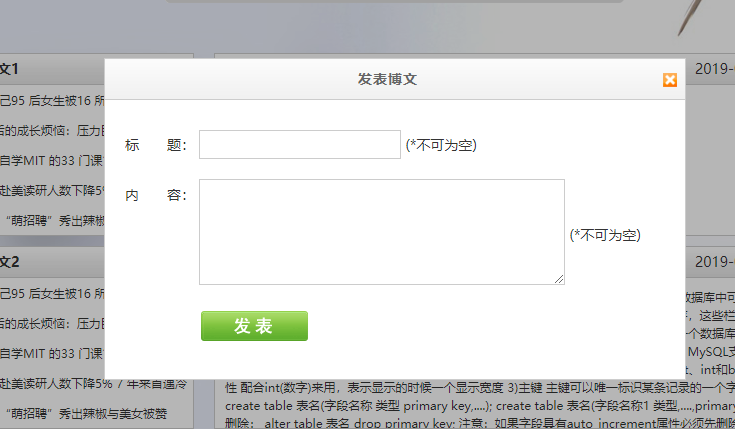 文1
2019-
发表博文
己95 后女生被16 所
后的成长烦恼：压力
自学MIT 的33 门课
赴美读研人数下降5%
“萌招聘”秀出辣椒
标 题： (*不可为空)
内 容： (*不可为空)
发 表
文2
2019-
己95 后女生被16 所
后的成长烦恼：压力
自学MIT 的33 门课
赴美读研人数下降5% 7 年来首遇冷
“萌招聘”秀出辣椒与美女被赞
数据库中可
，这些栏
一个数据库
MySQL支
t、int和b
性 配合int(数字)来用，表示显示的时候一个显示宽度 3)主键 主键可以唯一标识某条记录的一个字
create table 表名(字段名称 类型 primary key,....); create table 表名(字段名称1 类型,....,primar
删除： alter table 表名 drop primary key; 注意：如果字段具有auto_increment属性必须先删